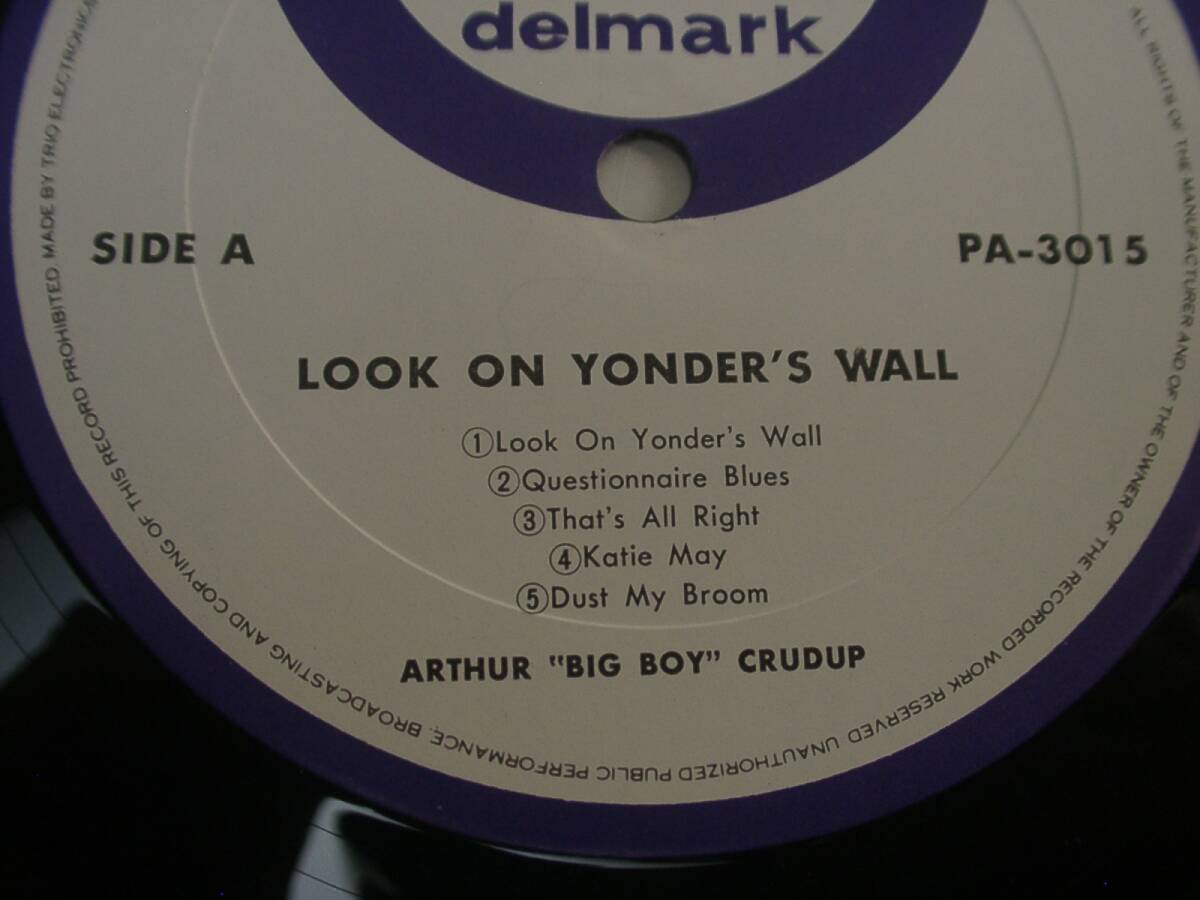 delmark
SIDE A
PA-3015
LOOK ON YONDER'S WALL
①Look On Yonder's Wall
②Questionnaire Blues
③That's All Right
④Katie May
⑤Dust My Broom
ARTHUR "BIG BOY" CRUDUP
ALL RIGHTS OF THE MANUFACTURER AND OF THE OWNER OF THE RECORDED WORK RESERVED UNAUTHORIZED PUBLIC PERFORMANCE, BROADCASTING AND COPYING OF THIS RECORD PROHIBITED. MADE BY TRIO ELECTRONICS